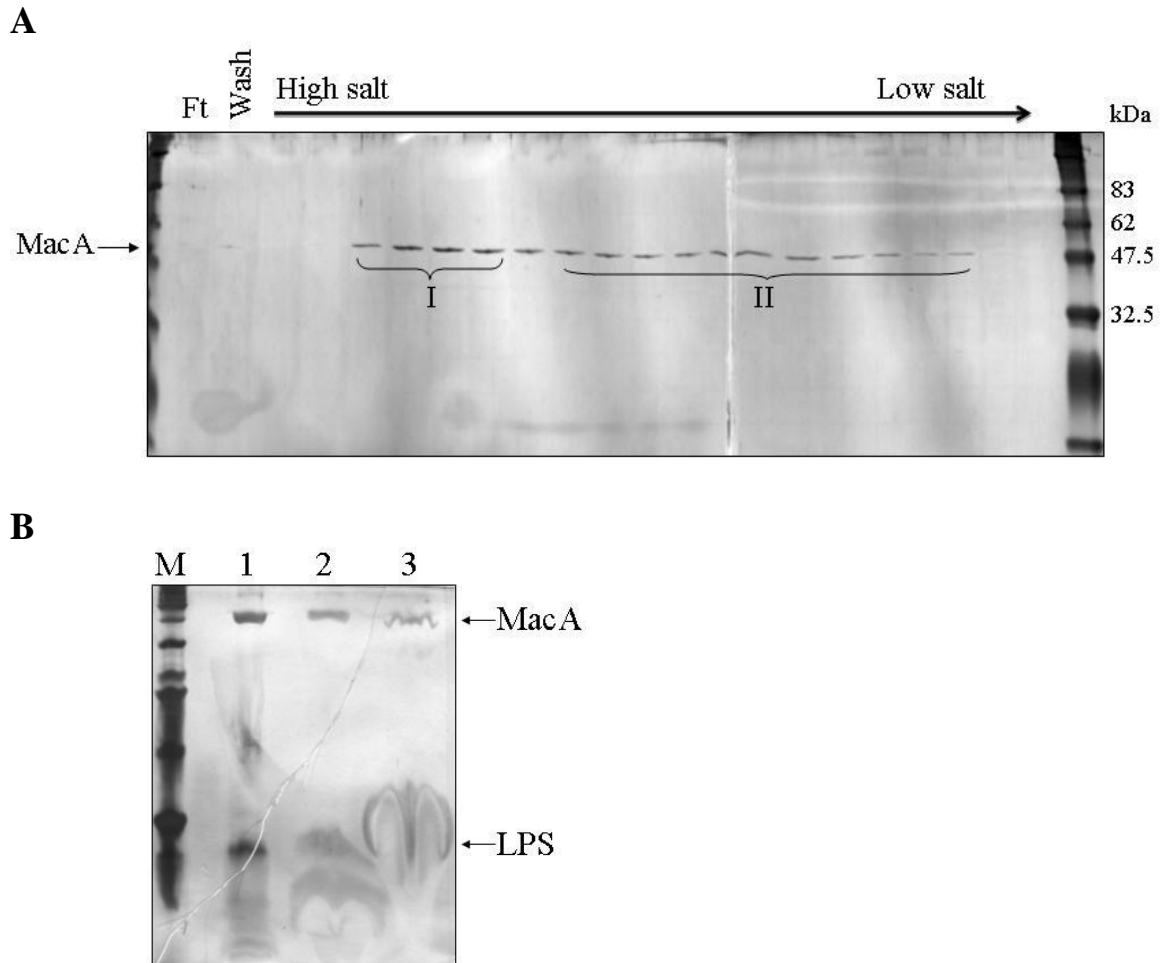 A
Ft
Wash
High salt
Low salt
kDa
83
62
MacA
47.5
I
II
32.5
B
M
1
2
3
MacA
LPS